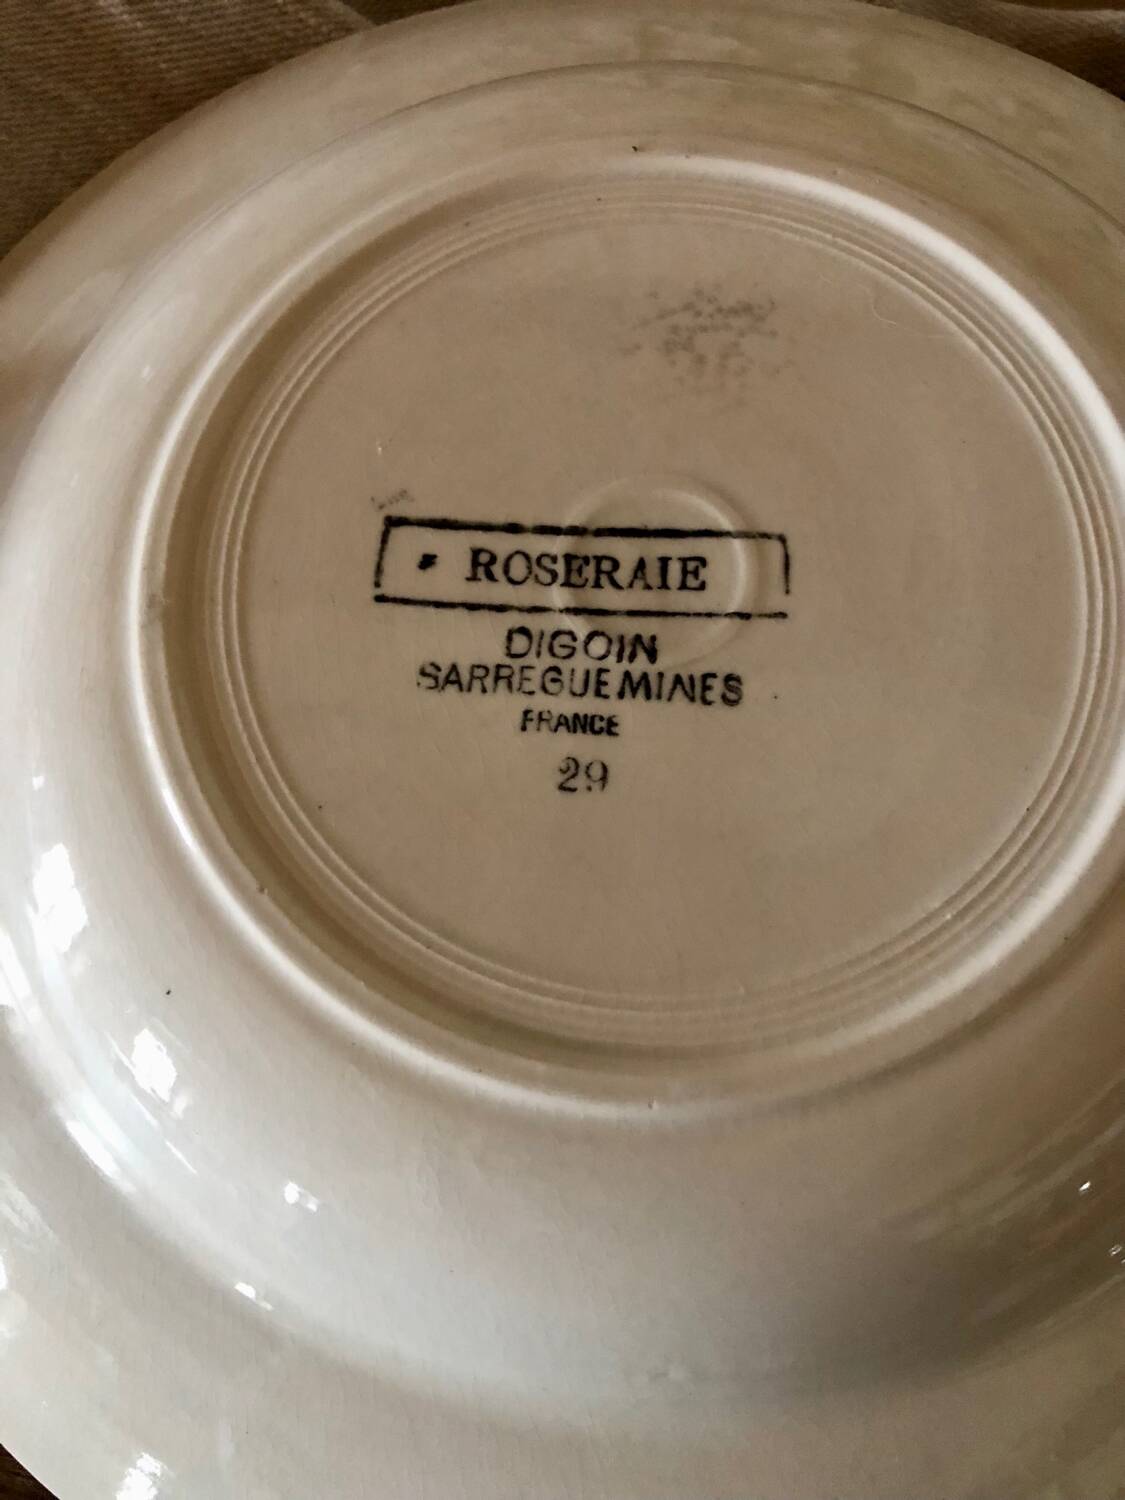 ROSERAIE
DIGOIN
SARREGUEMINES
FRANCE
29